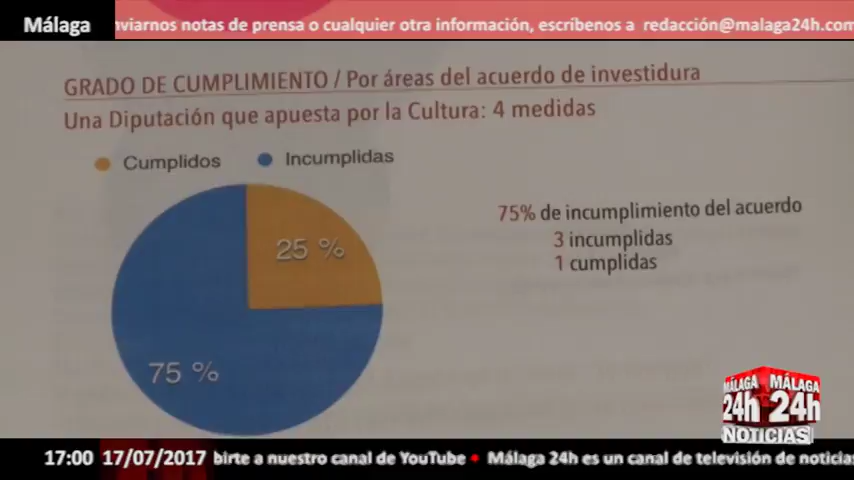 Málaga
nviarnos notas de prensa o cualquier otra información, escríbenos a redacción@malaga24h.com
GRADO DE CUMPLIMIENTO / Por áreas del acuerdo de investidura
Una Diputación que apuesta por la Cultura: 4 medidas
Cumplidos
Incumplidas
25 %
75 %
75% de incumplimiento del acuerdo
3 incumplidas
1 cumplidas
MÁLAGA MÁLAGA
24h 24h
NOTICIAS
17:00 17/07/2017 birte a nuestro canal de YouTube • Málaga 24h es un canal de televisión de noticias